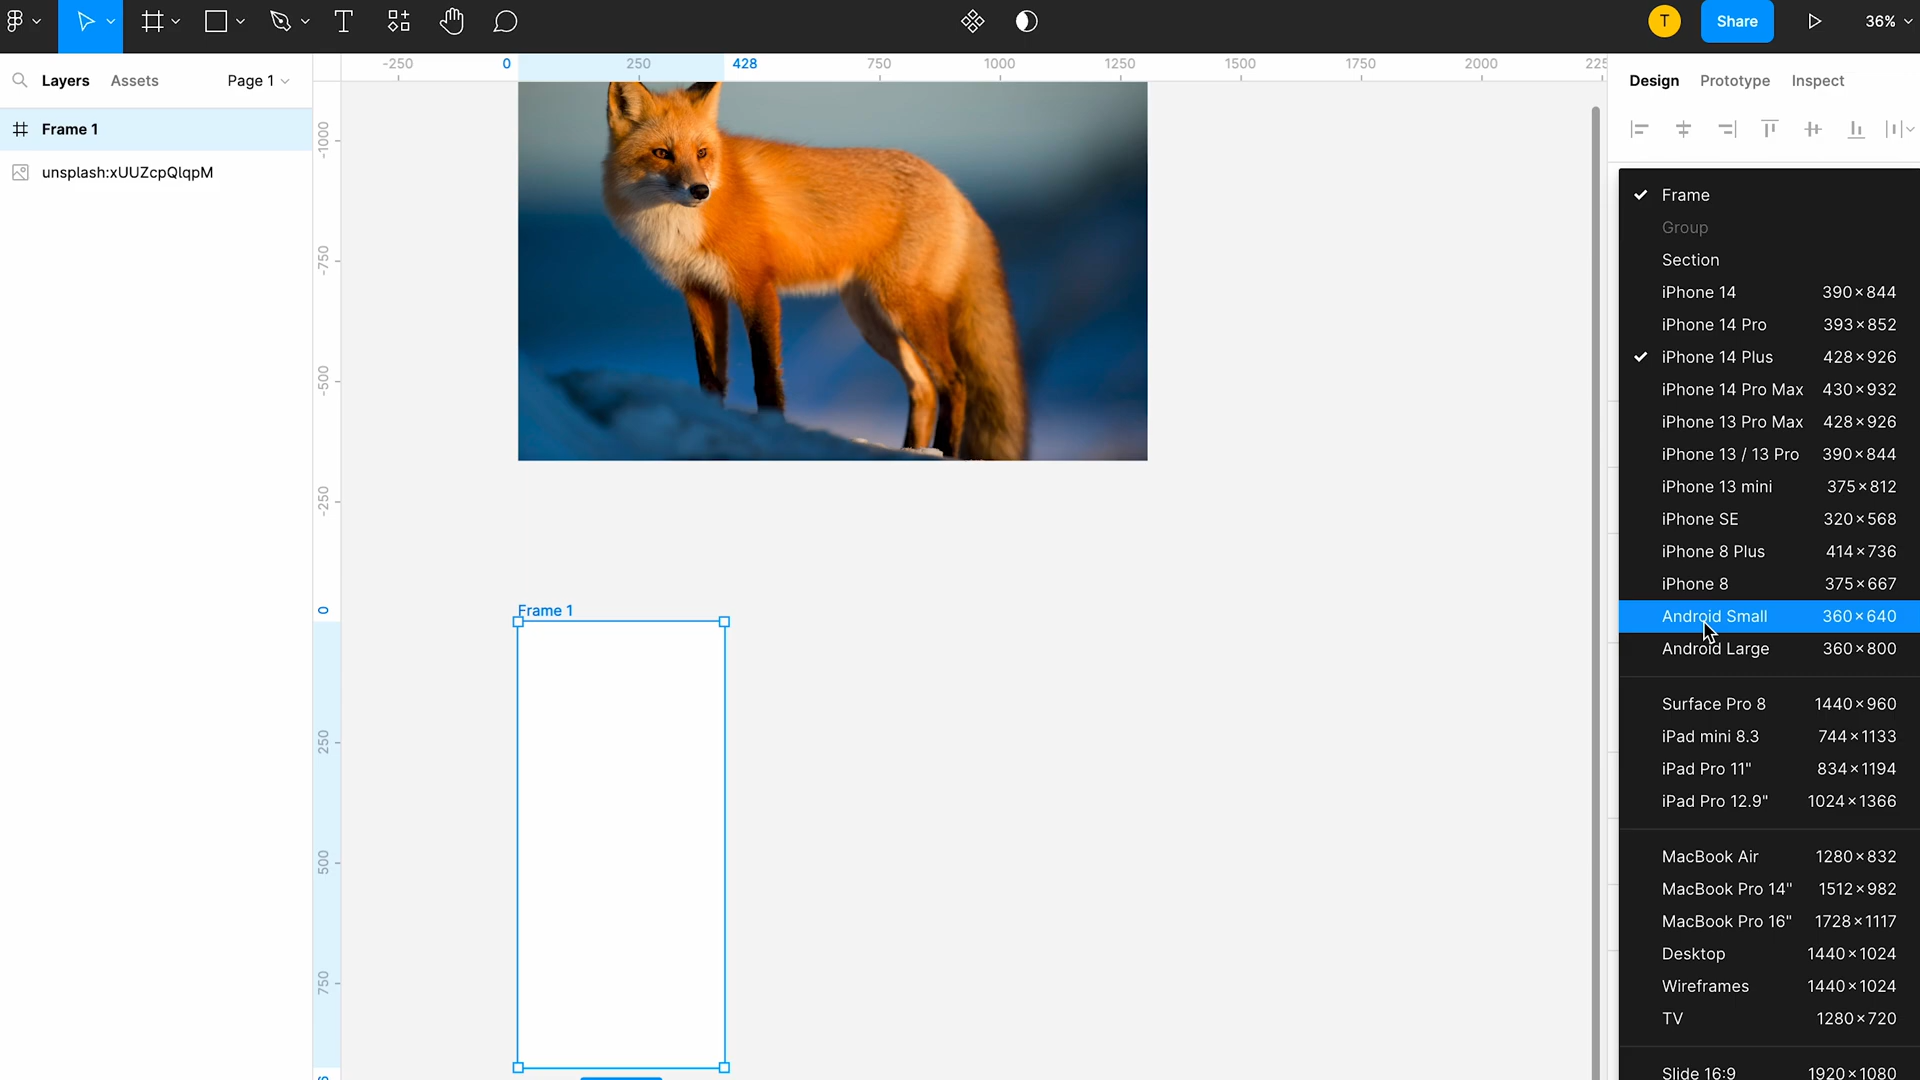 T
Share
36%
Layers
Assets
Page 1
-250
0
250
428
750
1000
1250
1500
1750
2000
225
Design
Prototype
Inspect
Frame 1
unsplash:xUUZcpQlqpM
-1000
-750
-500
-250
0
250
500
750
Frame 1
Frame
Group
Section
iPhone 14 390×844
iPhone 14 Pro 393×852
iPhone 14 Plus 428×926
iPhone 14 Pro Max 430×932
iPhone 13 Pro Max 428×926
iPhone 13 / 13 Pro 390×844
iPhone 13 mini 375×812
iPhone SE 320×568
iPhone 8 Plus 414×736
iPhone 8 375×667
Android Small 360×640
Android Large 360×800
Surface Pro 8 1440×960
iPad mini 8.3 744×1133
iPad Pro 11" 834×1194
iPad Pro 12.9" 1024×1366
MacBook Air 1280×832
MacBook Pro 14" 1512×982
MacBook Pro 16" 1728×1117
Desktop 1440×1024
Wireframes 1440×1024
TV 1280×720
Slide 16:9 1920×1080